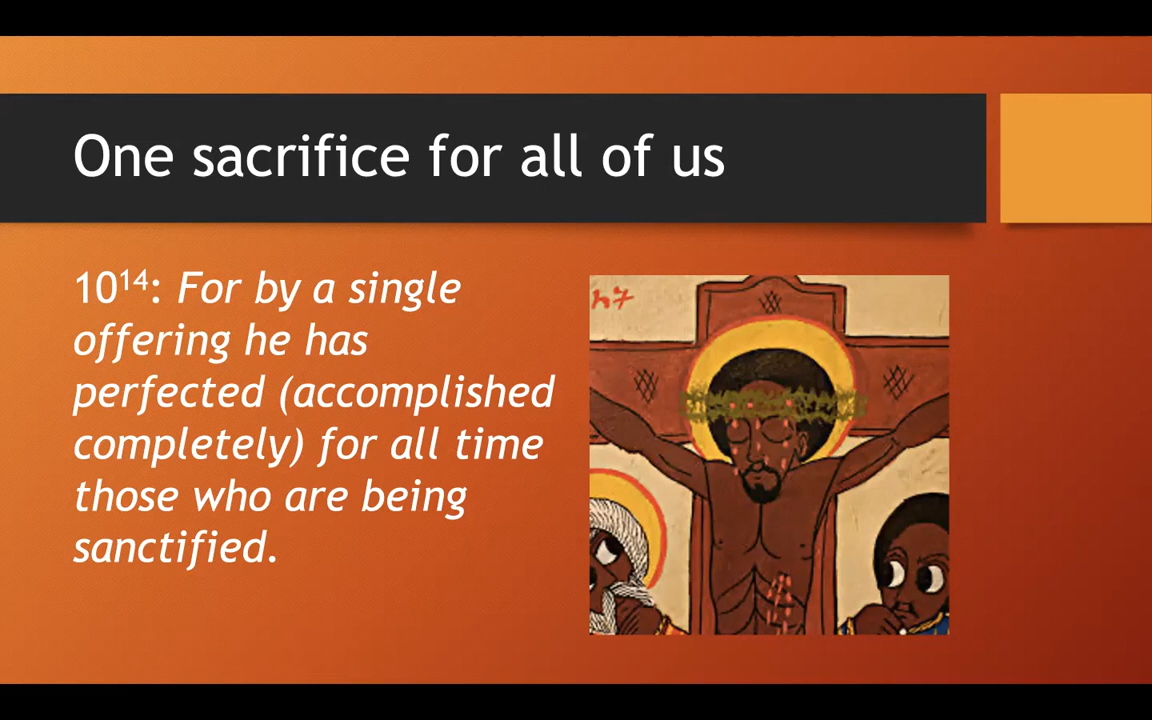 One sacrifice for all of us
10¹⁴: For by a single
offering he has
perfected (accomplished
completely) for all time
those who are being
sanctified.